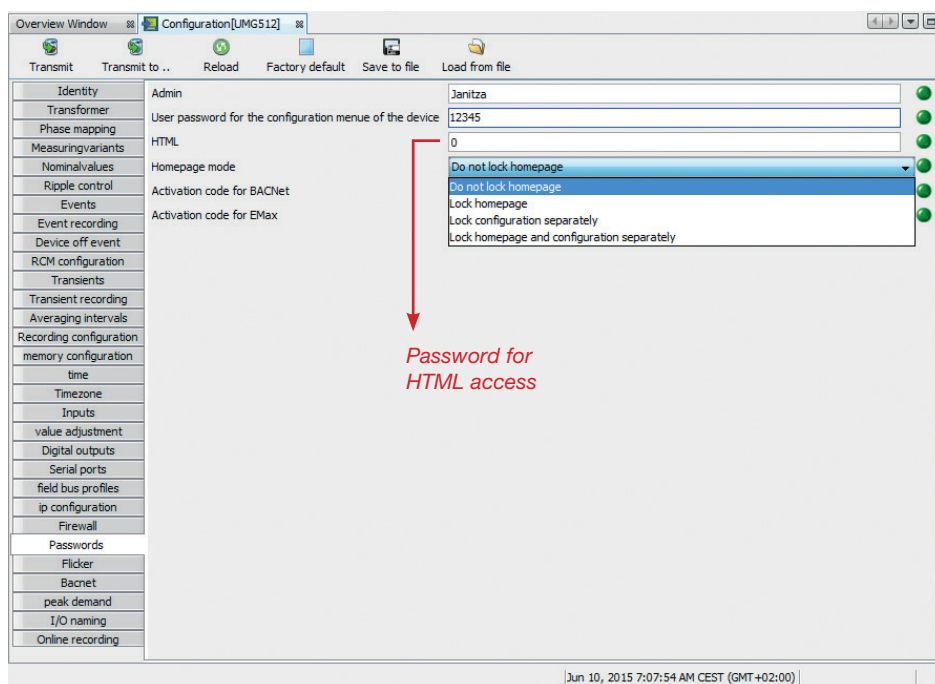 Overview Window
Configuration[UMG512]
Transmit Transmit to .. Reload Factory default Save to file Load from file
Identity
Transformer
Phase mapping
Measuringvariants
Nominalvalues
Ripple control
Events
Event recording
Device off event
RCM configuration
Transients
Transient recording
Averaging intervals
Recording configuration
memory configuration
time
Timezone
Inputs
value adjustment
Digital outputs
Serial ports
field bus profiles
ip configuration
Firewall
Passwords
Flicker
Bacnet
peak demand
I/O naming
Online recording
Admin Janitza
User password for the configuration menue of the device 12345
HTML 0
Homepage mode Do not lock homepage
Activation code for BACNet
Activation code for EMax
Do not lock homepage
Lock homepage
Lock configuration separately
Lock homepage and configuration separately
Password for
HTML access
Jun 10, 2015 7:07:54 AM CEST (GMT+02:00)